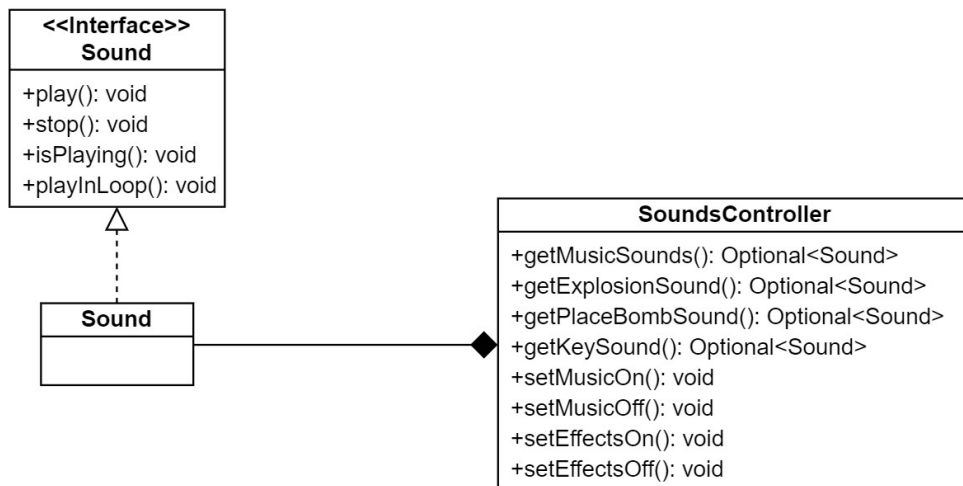 <<Interface>>
Sound
+play(): void
+stop(): void
+isPlaying(): void
+playInLoop(): void
Sound
SoundsController
+getMusicSounds(): Optional<Sound>
+getExplosionSound(): Optional<Sound>
+getPlaceBombSound(): Optional<Sound>
+getKeySound(): Optional<Sound>
+setMusicOn(): void
+setMusicOff(): void
+setEffectsOn(): void
+setEffectsOff(): void